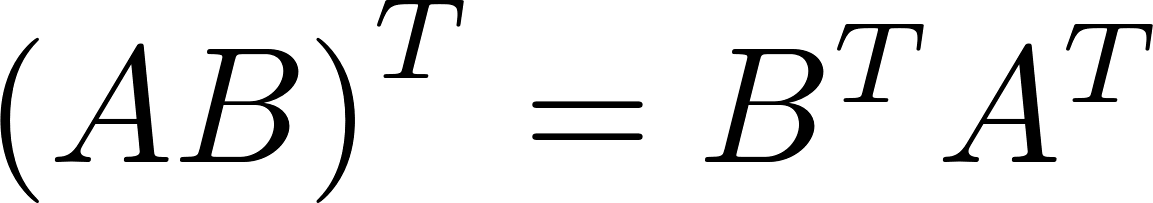 (AB)^T = B^T A^T